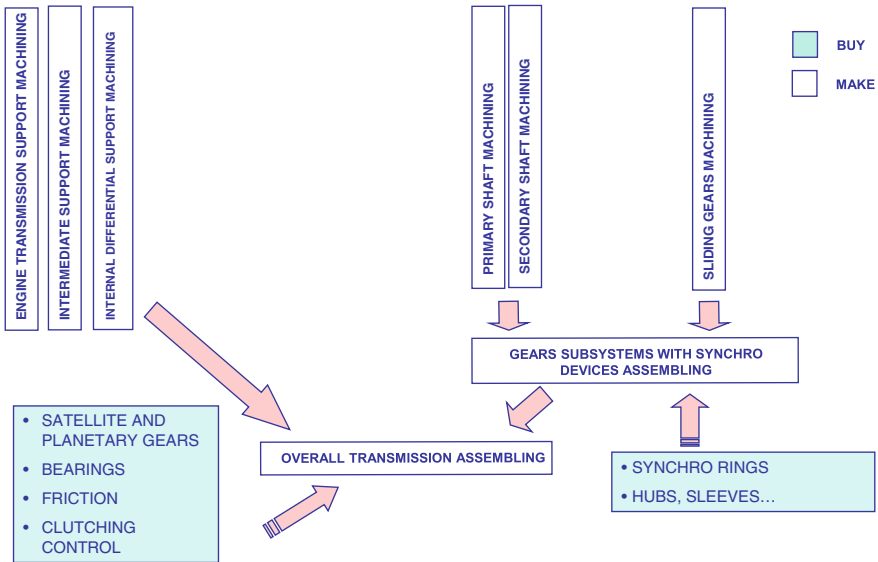 ENGINE TRANSMISSION SUPPORT MACHINING
INTERMEDIATE SUPPORT MACHINING
INTERNAL DIFFERENTIAL SUPPORT MACHINING
PRIMARY SHAFT MACHINING
SECONDARY SHAFT MACHINING
SLIDING GEARS MACHINING
BUY
MAKE
GEARS SUBSYSTEMS WITH SYNCHRO
DEVICES ASSEMBLING
• SATELLITE AND
PLANETARY GEARS
• BEARINGS
• FRICTION
• CLUTCHING
CONTROL
OVERALL TRANSMISSION ASSEMBLING
• SYNCHRO RINGS
• HUBS, SLEEVES…